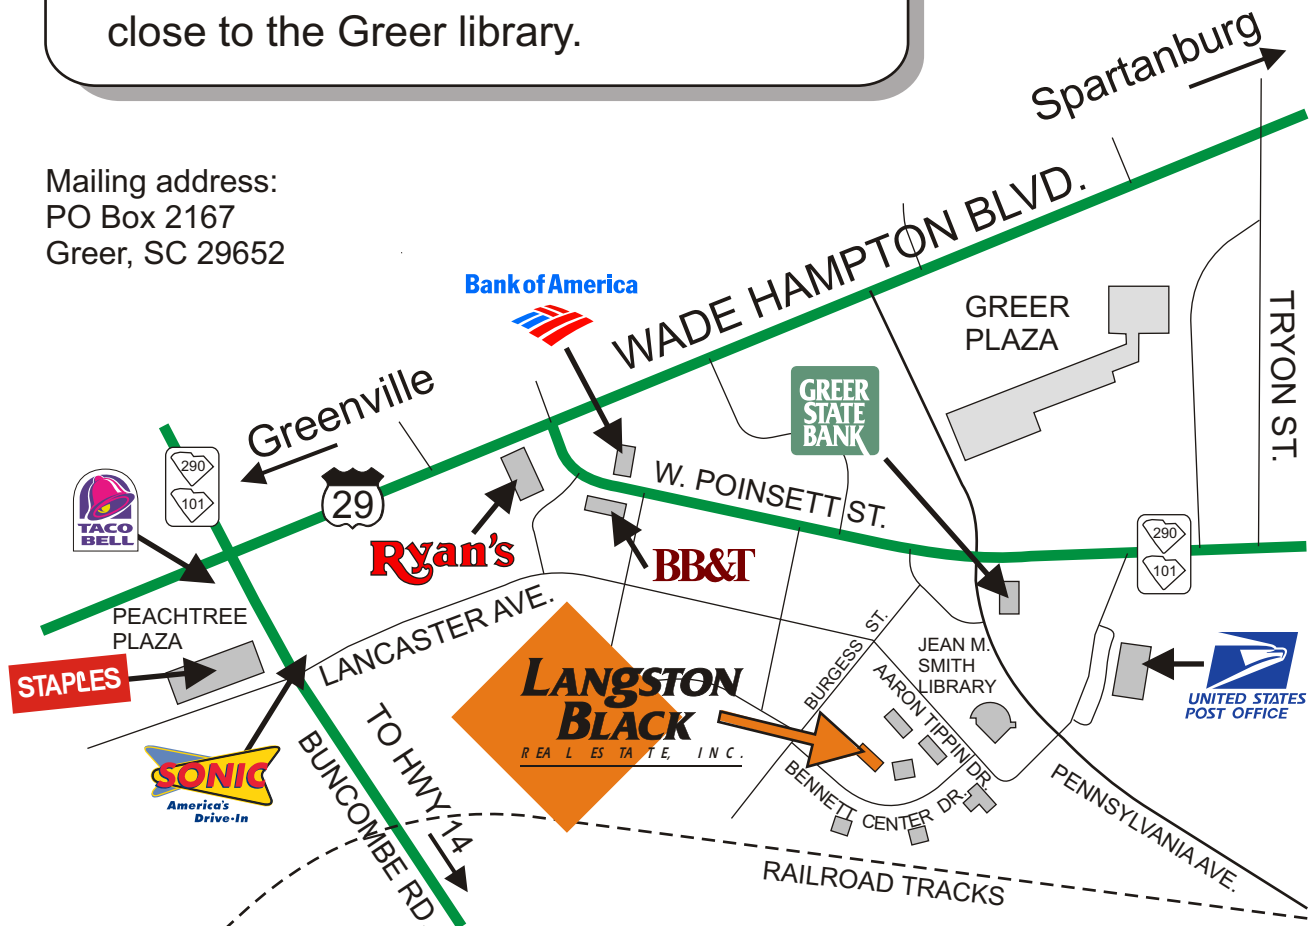 close to the Greer library.
Spartanburg
Mailing address:
PO Box 2167
Greer, SC 29652
WADE HAMPTON BLVD.
Bank of America
GREER
PLAZA
TRYON ST.
Greenville
GREER
STATE
BANK
290
101
29
W. POINSETT ST.
TACO
BELL
Ryan's
BB&T
290
101
PEACHTREE
PLAZA
LANCASTER AVE.
STAPLES
LANGSTON
BLACK
REAL ESTATE, INC.
BURGESS ST.
JEAN M.
SMITH
LIBRARY
AARON TIPPIN DR.
UNITED STATES
POST OFFICE
SONIC
America's
Drive-In
TO HWY 14
BUNCOMBE RD
BENNETT CENTER DR.
PENNSYLVANIA AVE.
RAILROAD TRACKS